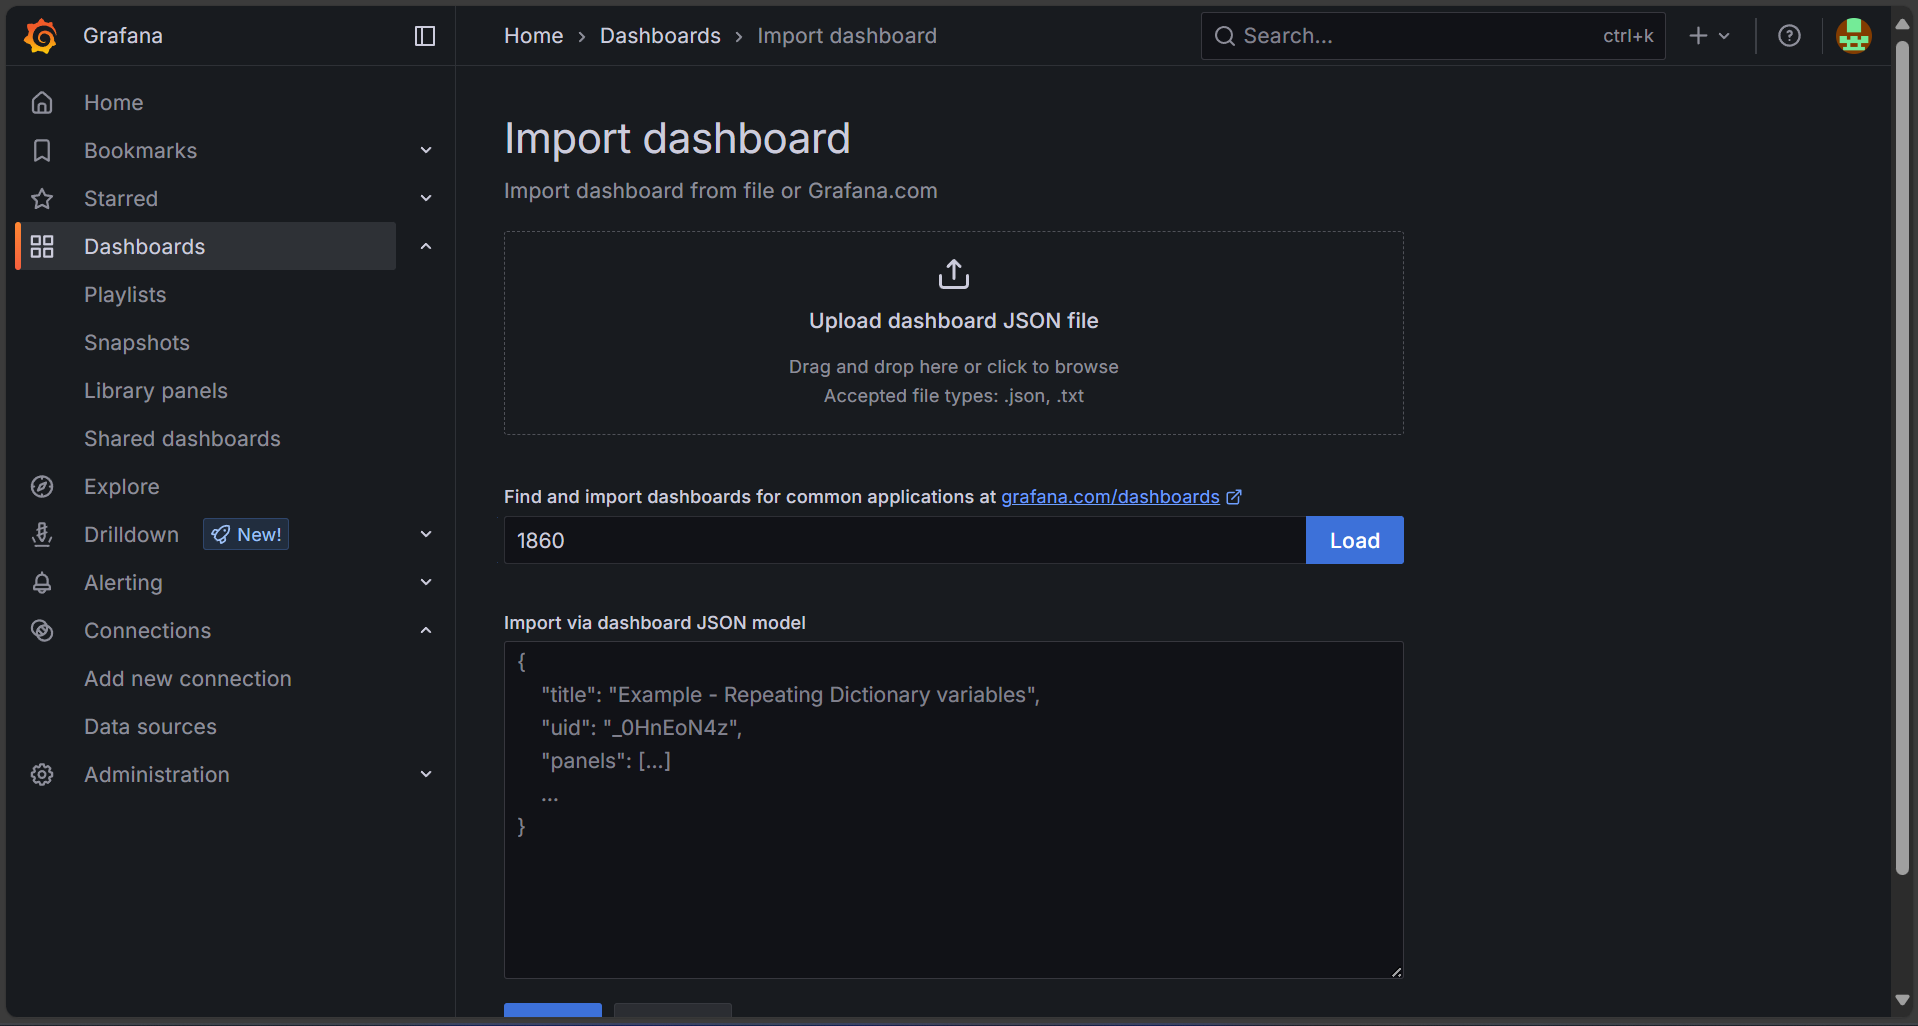 Grafana
Home › Dashboards › Import dashboard
Search...
ctrl+k
Home
Bookmarks
Starred
Dashboards
Playlists
Snapshots
Library panels
Shared dashboards
Explore
Drilldown New!
Alerting
Connections
Add new connection
Data sources
Administration
Import dashboard
Import dashboard from file or Grafana.com
Upload dashboard JSON file
Drag and drop here or click to browse
Accepted file types: .json, .txt
Find and import dashboards for common applications at grafana.com/dashboards
1860
Load
Import via dashboard JSON model
{
"title": "Example - Repeating Dictionary variables",
"uid": "_0HnEoN4z",
"panels": [...]
...
}